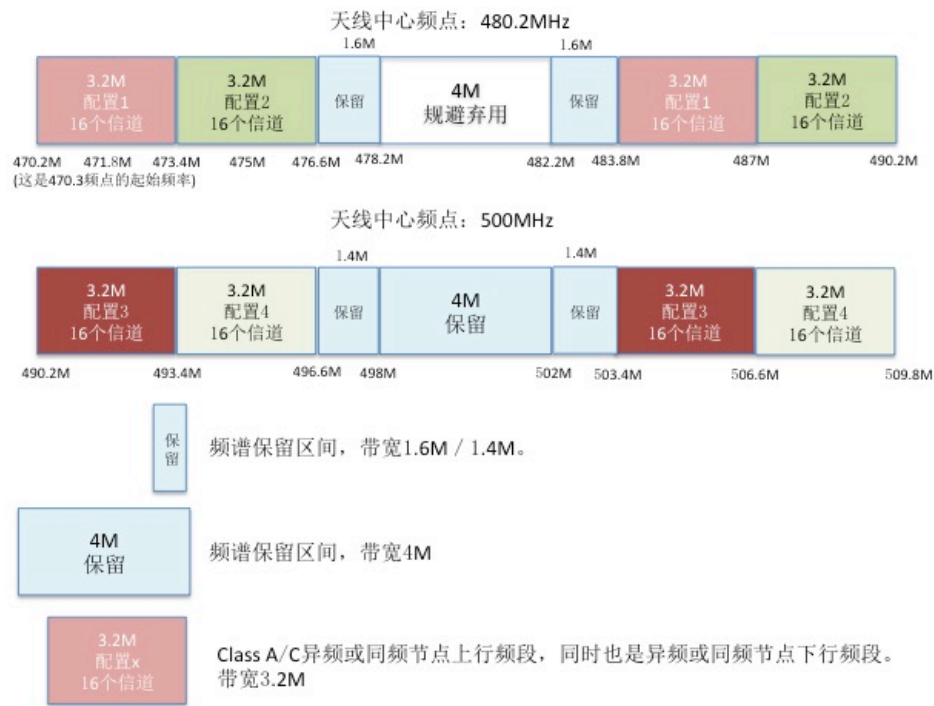 天线中心频点：480.2MHz
1.6M 1.6M
3.2M 配置1 16个信道
3.2M 配置2 16个信道
保留
4M 规避弃用
保留
3.2M 配置1 16个信道
3.2M 配置2 16个信道
470.2M 471.8M 473.4M 475M 476.6M 478.2M 482.2M 483.8M 487M 490.2M
(这是470.3频点的起始频率)
天线中心频点：500MHz
1.4M 1.4M
3.2M 配置3 16个信道
3.2M 配置4 16个信道
保留
4M 保留
保留
3.2M 配置3 16个信道
3.2M 配置4 16个信道
490.2M 493.4M 496.6M 498M 502M 503.4M 506.6M 509.8M
保留
频谱保留区间，带宽1.6M / 1.4M。
4M
保留
频谱保留区间，带宽4M
3.2M
配置x
16个信道
Class A/C异频或同频节点上行频段，同时也是异频或同频节点下行频段。
带宽3.2M